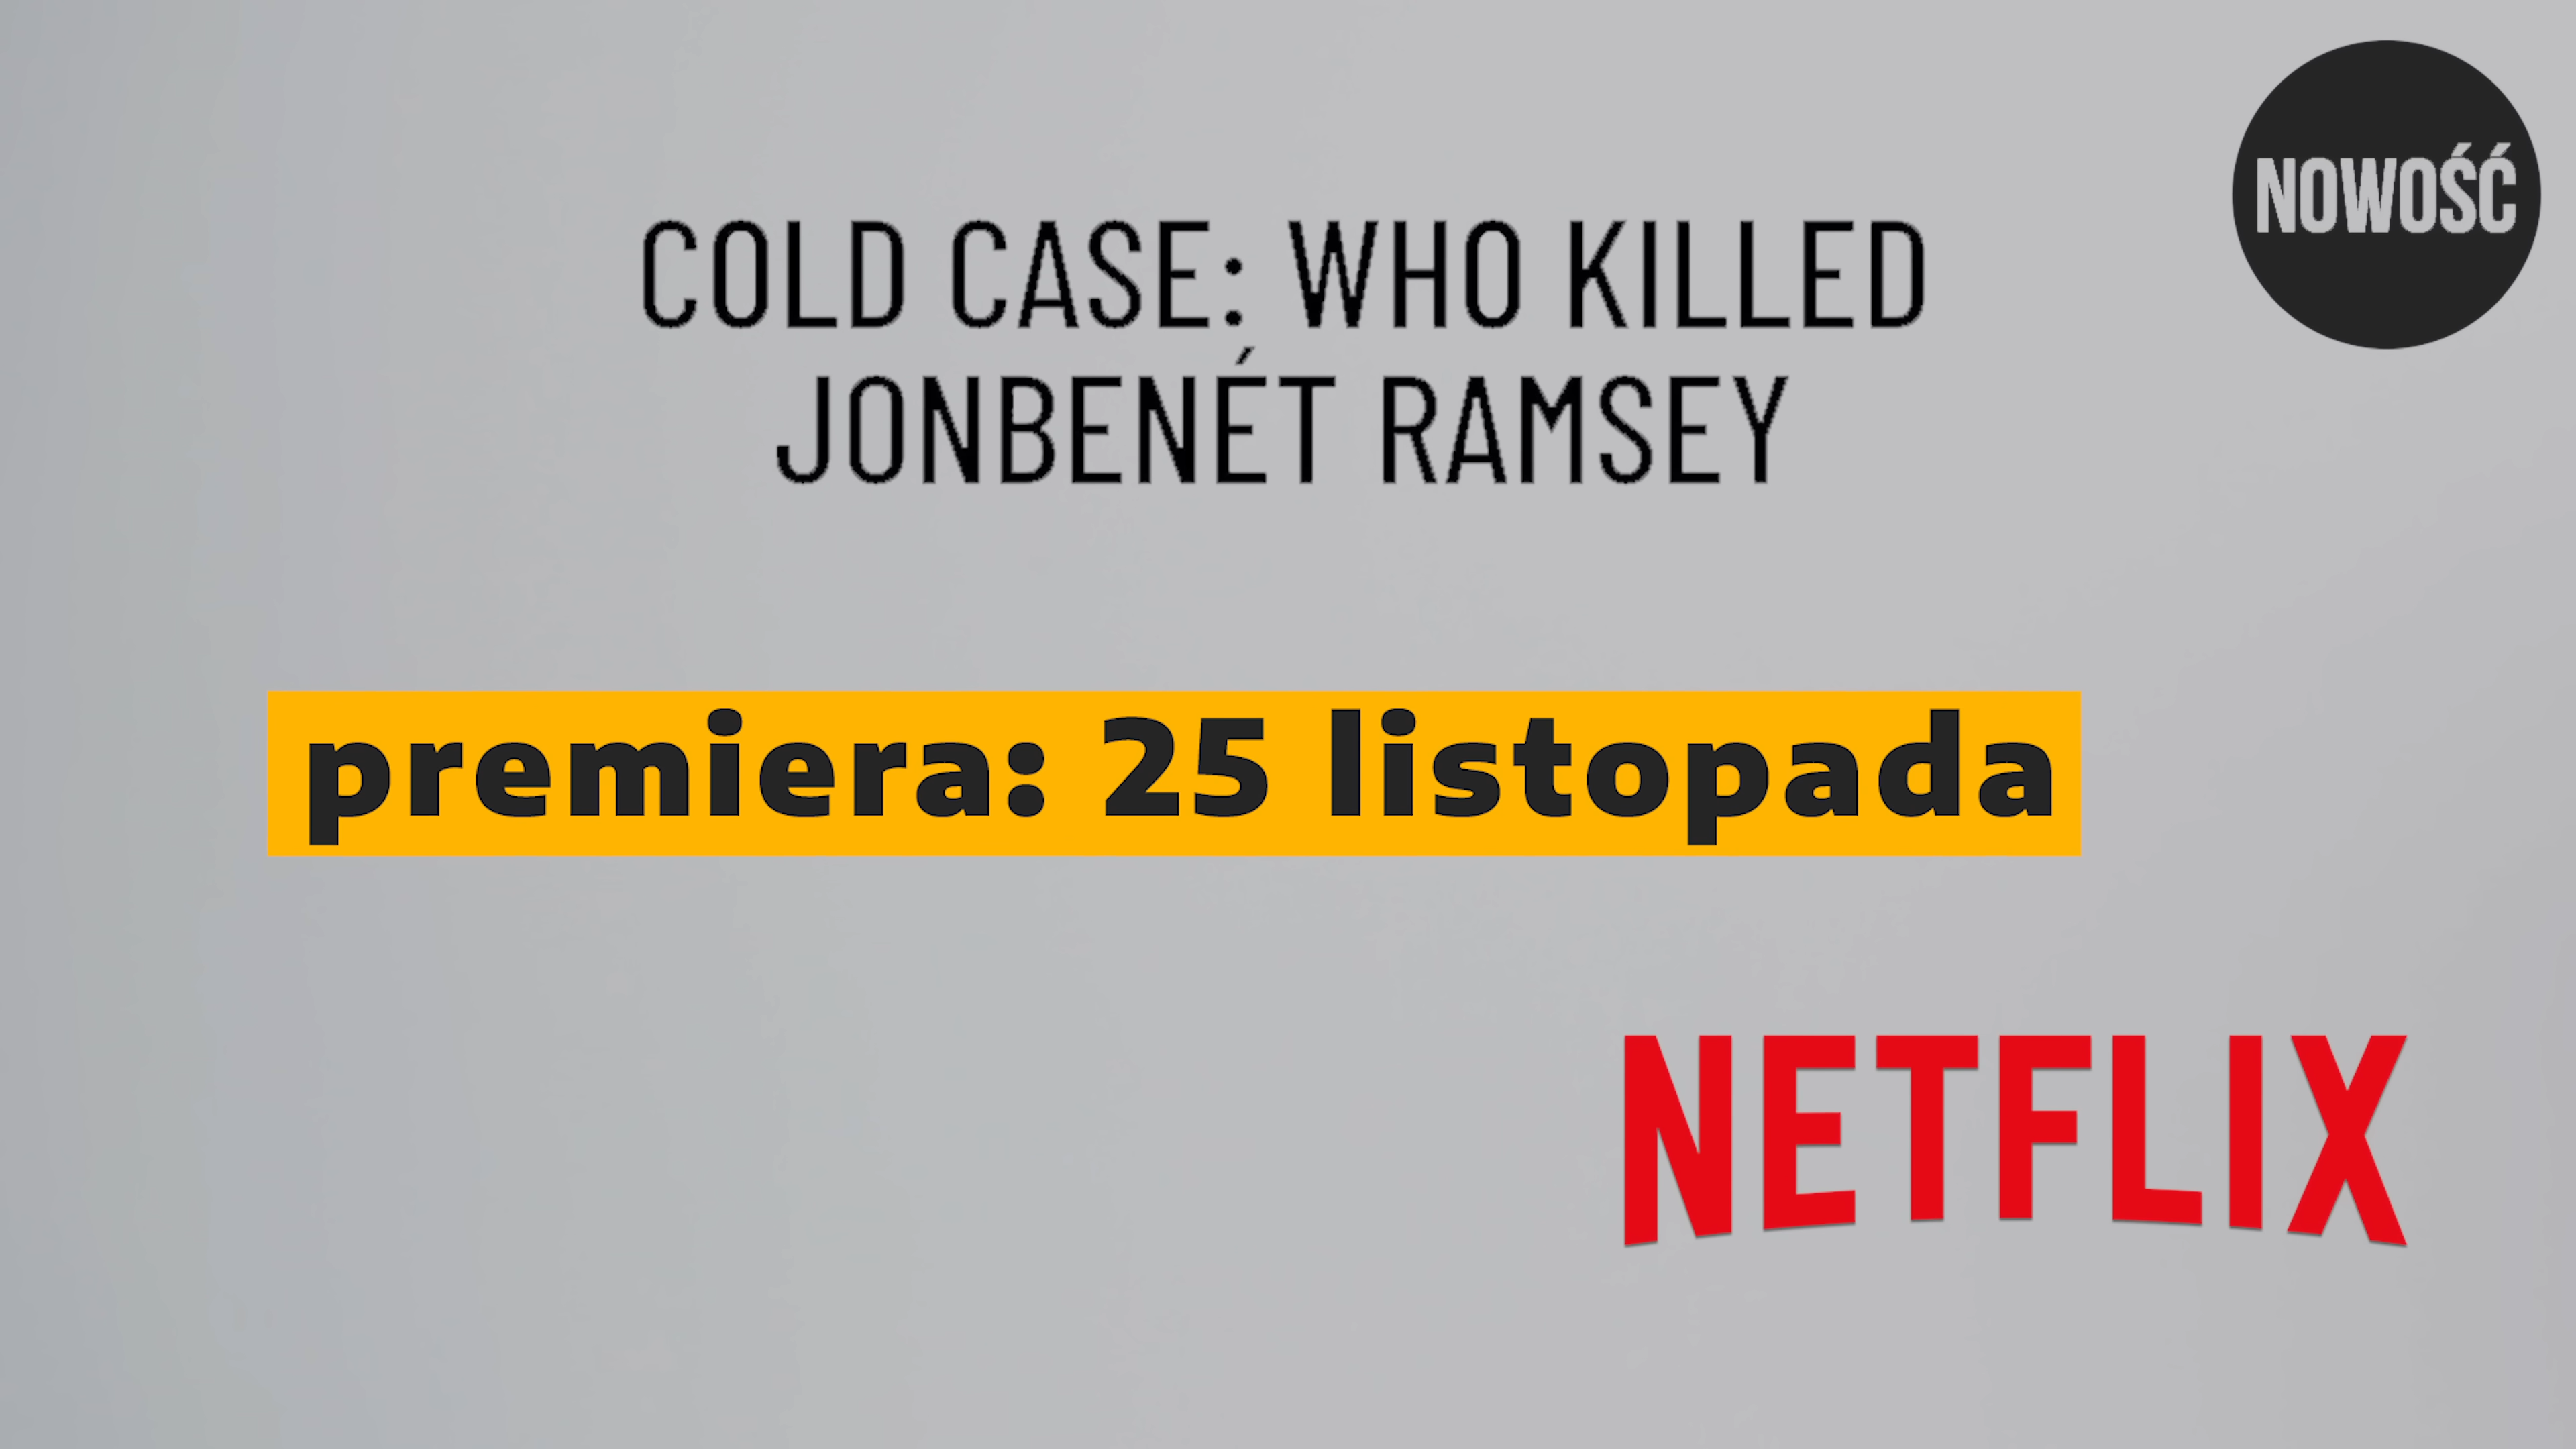 NOWOŚĆ
COLD CASE: WHO KILLED
JONBENÉT RAMSEY
premiera: 25 listopada
NETFLIX